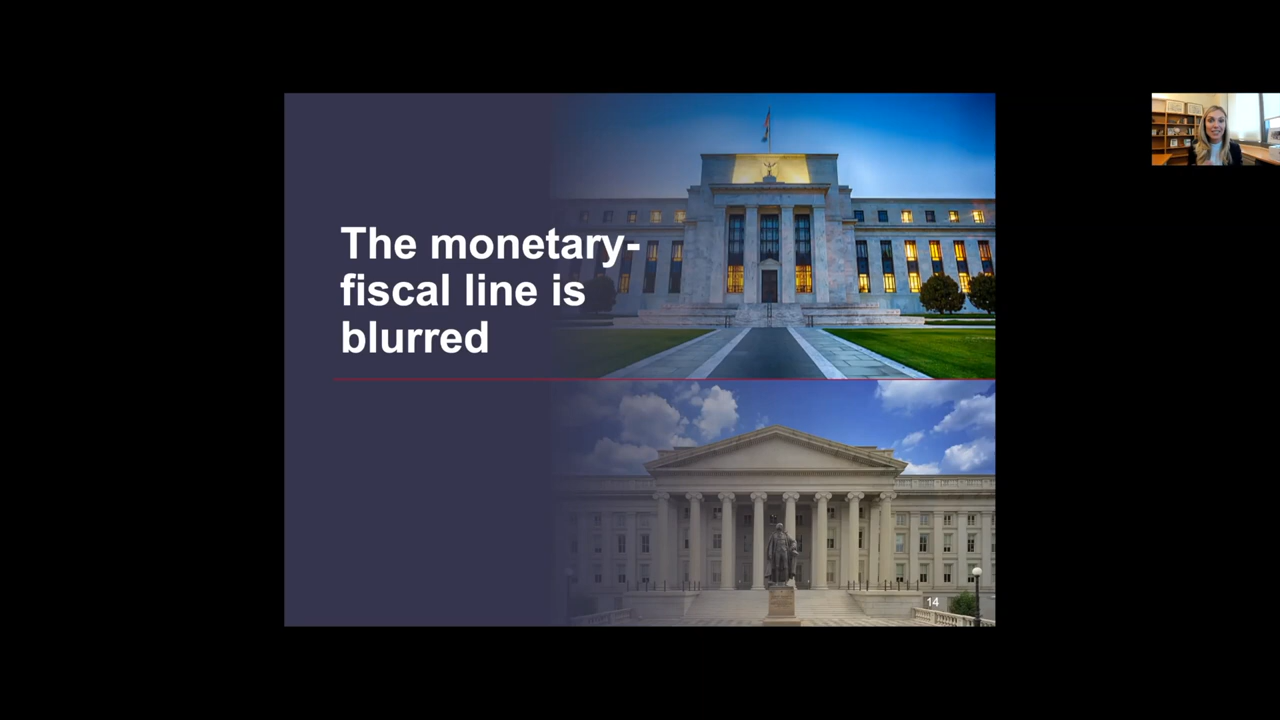 The monetary-
fiscal line is
blurred
14